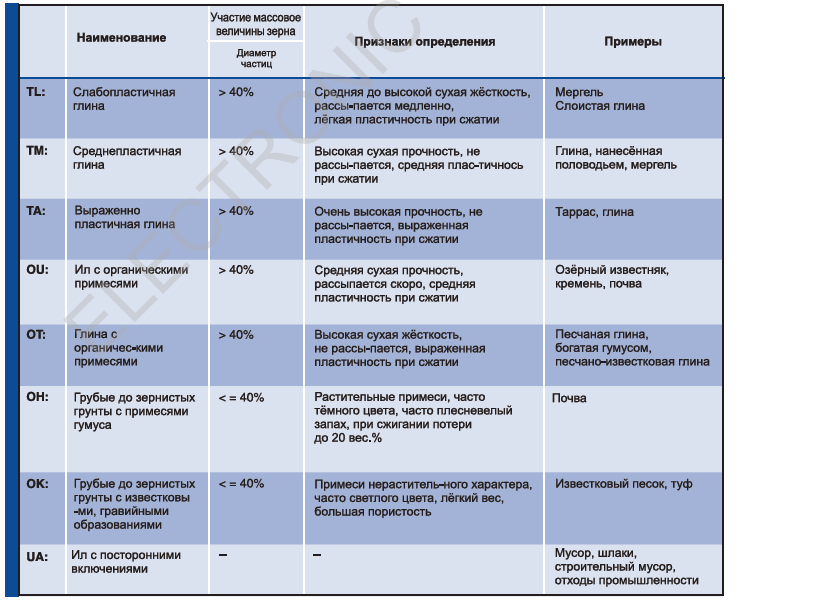 Наименование
Участие массовое
величины зерна
Диаметр
частиц
Признаки определения
Примеры
TL:
Слабопластичная
глина
> 40%
Средняя до высокой сухая жёсткость,
рассы-пается медленно,
лёгкая пластичность при сжатии
Мергель
Слоистая глина
TM:
Среднепластичная
глина
> 40%
Высокая сухая прочность, не
рассы-пается, средняя плас-тичнось
при сжатии
Глина, нанесённая
половодьем, мергель
TA:
Выраженно
пластичная глина
> 40%
Очень высокая прочность, не
рассы-пается, выраженная
пластичность при сжатии
Таррас, глина
OU:
Ил с органическими
примесями
> 40%
Средняя сухая прочность,
рассыпается скоро, средняя
пластичность при сжатии
Озёрный известняк,
кремень, почва
OT:
Глина с
органичес-кими
примесями
> 40%
Высокая сухая жёсткость,
не рассы-пается, выраженная
пластичность при сжатии
Песчаная глина,
богатая гумусом,
песчано-известковая глина
OH:
Грубые до зернистых
грунты с примесями
гумуса
< = 40%
Растительные примеси, часто
тёмного цвета, часто плесневелый
запах, при сжигании потери
до 20 вес.%
Почва
OK:
Грубые до зернистых
грунты с известковы
-ми, гравийными
образованиями
< = 40%
Примеси нераститель-ного характера,
часто светлого цвета, лёгкий вес,
большая пористость
Известковый песок, туф
UA:
Ил с посторонними
включениями
–
–
Мусор, шлаки,
строительный мусор,
отходы промышленности
ELECTRONIC